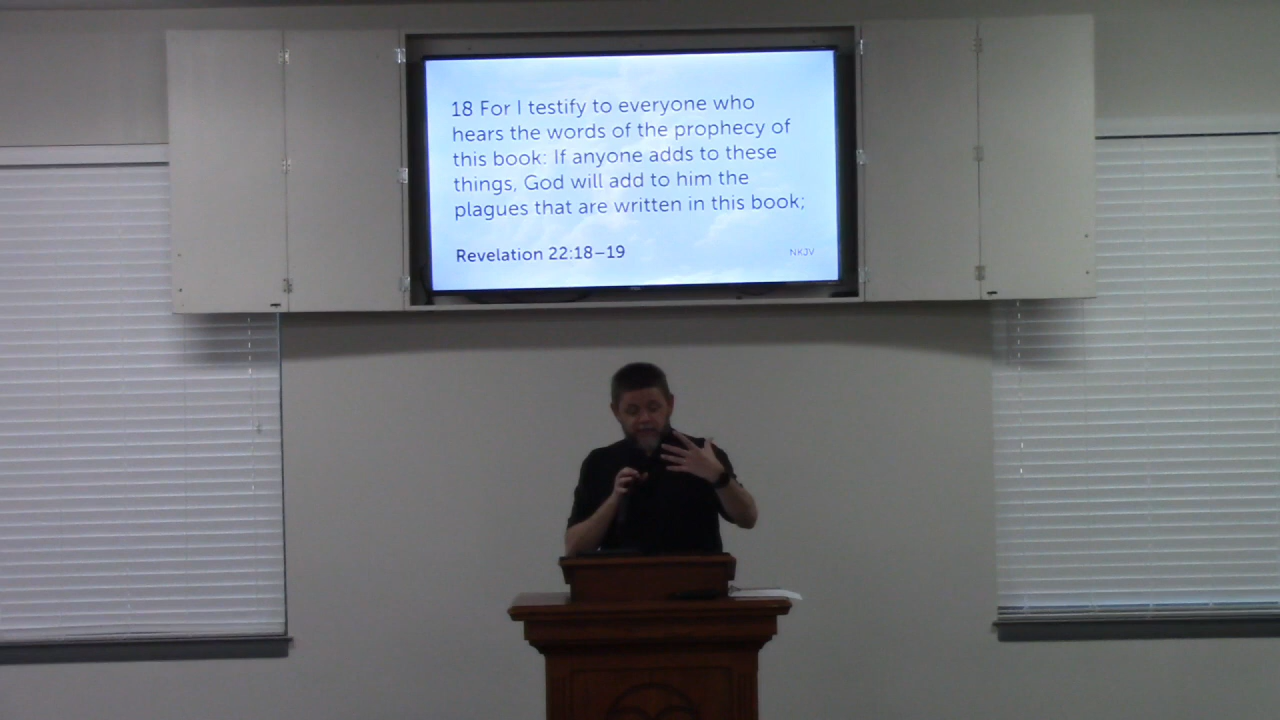 18 For I testify to everyone who
hears the words of the prophecy of
this book: If anyone adds to these
things, God will add to him the
plagues that are written in this book;
Revelation 22:18–19
NKJV